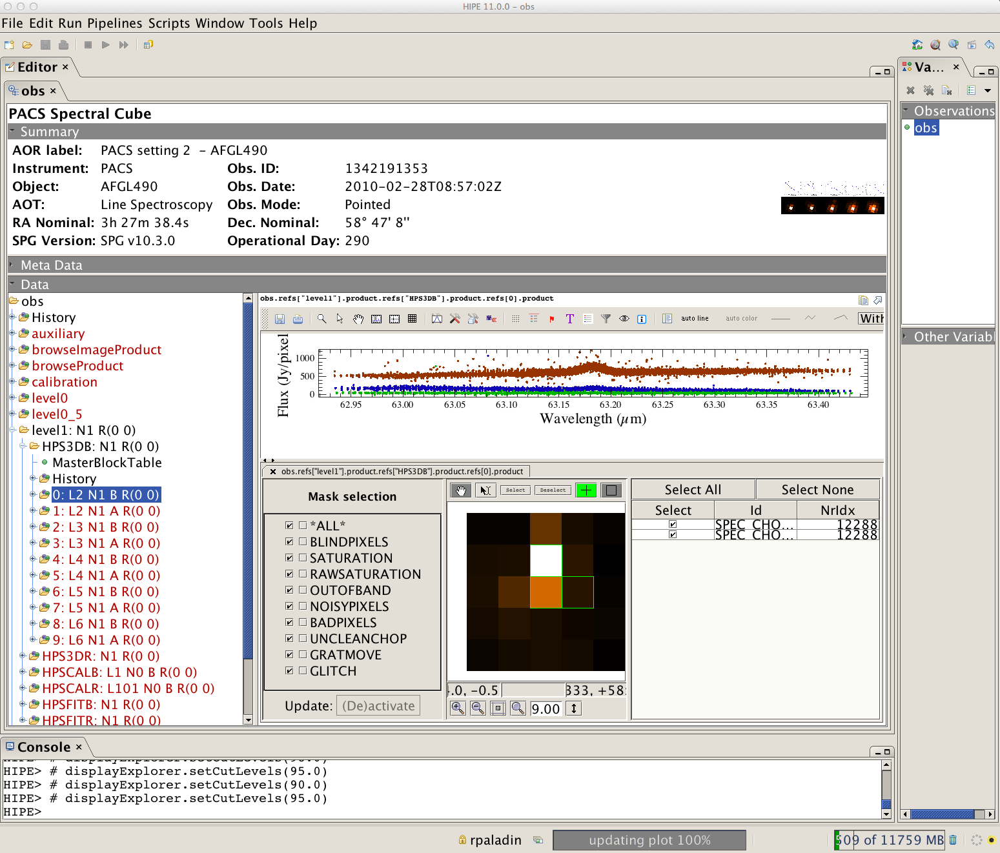 HIPE 11.0.0 – obs
File Edit Run Pipelines Scripts Window Tools Help
Editor ×
Va... ×
obs ×
PACS Spectral Cube
Summary
AOR label: PACS setting 2 – AFGL490
Instrument: PACS Obs. ID: 1342191353
Object: AFGL490 Obs. Date: 2010-02-28T08:57:02Z
AOT: Line Spectroscopy Obs. Mode: Pointed
RA Nominal: 3h 27m 38.4s Dec. Nominal: 58° 47' 8''
SPG Version: SPG v10.3.0 Operational Day: 290
Meta Data
Data
obs
History
auxiliary
browseImageProduct
browseProduct
calibration
level0
level0_5
level1: N1 R(0 0)
HPS3DB: N1 R(0 0)
MasterBlockTable
History
0: L2 N1 B R(0 0)
1: L2 N1 A R(0 0)
2: L3 N1 B R(0 0)
3: L3 N1 A R(0 0)
4: L4 N1 B R(0 0)
5: L4 N1 A R(0 0)
6: L5 N1 B R(0 0)
7: L5 N1 A R(0 0)
8: L6 N1 B R(0 0)
9: L6 N1 A R(0 0)
HPS3DR: N1 R(0 0)
HPSCALB: L1 N0 B R(0 0)
HPSCALR: L101 N0 B R(0 0)
HPSFITB: N1 R(0 0)
HPSFITR: N1 R(0 0)
obs.refs["level1"].product.refs["HPS3DB"].product.refs[0].product
T auto line auto color With
Flux (Jy/pixel
1000
500
0
62.95 63.00 63.05 63.10 63.15 63.20 63.25 63.30 63.35 63.40
Wavelength (μm)
× obs.refs["level1"].product.refs["HPS3DB"].product.refs[0].product
Mask selection
*ALL*
BLINDPIXELS
SATURATION
RAWSATURATION
OUTOFBAND
NOISYPIXELS
BADPIXELS
UNCLEANCHOP
GRATMOVE
GLITCH
Update: (De)activate
Select Deselect
.0, -0.5 333, +58:
9.00
Select All Select None
Select Id NrIdx
SPEC_CHO... 12288
SPEC_CHO... 12288
Observations
obs
Other Variabl
Console ×
HIPE> # displayExplorer.setCutLevels(90.0)
HIPE> # displayExplorer.setCutLevels(95.0)
HIPE> # displayExplorer.setCutLevels(90.0)
HIPE> # displayExplorer.setCutLevels(95.0)
HIPE>
rpaladin updating plot 100% 509 of 11759 MB